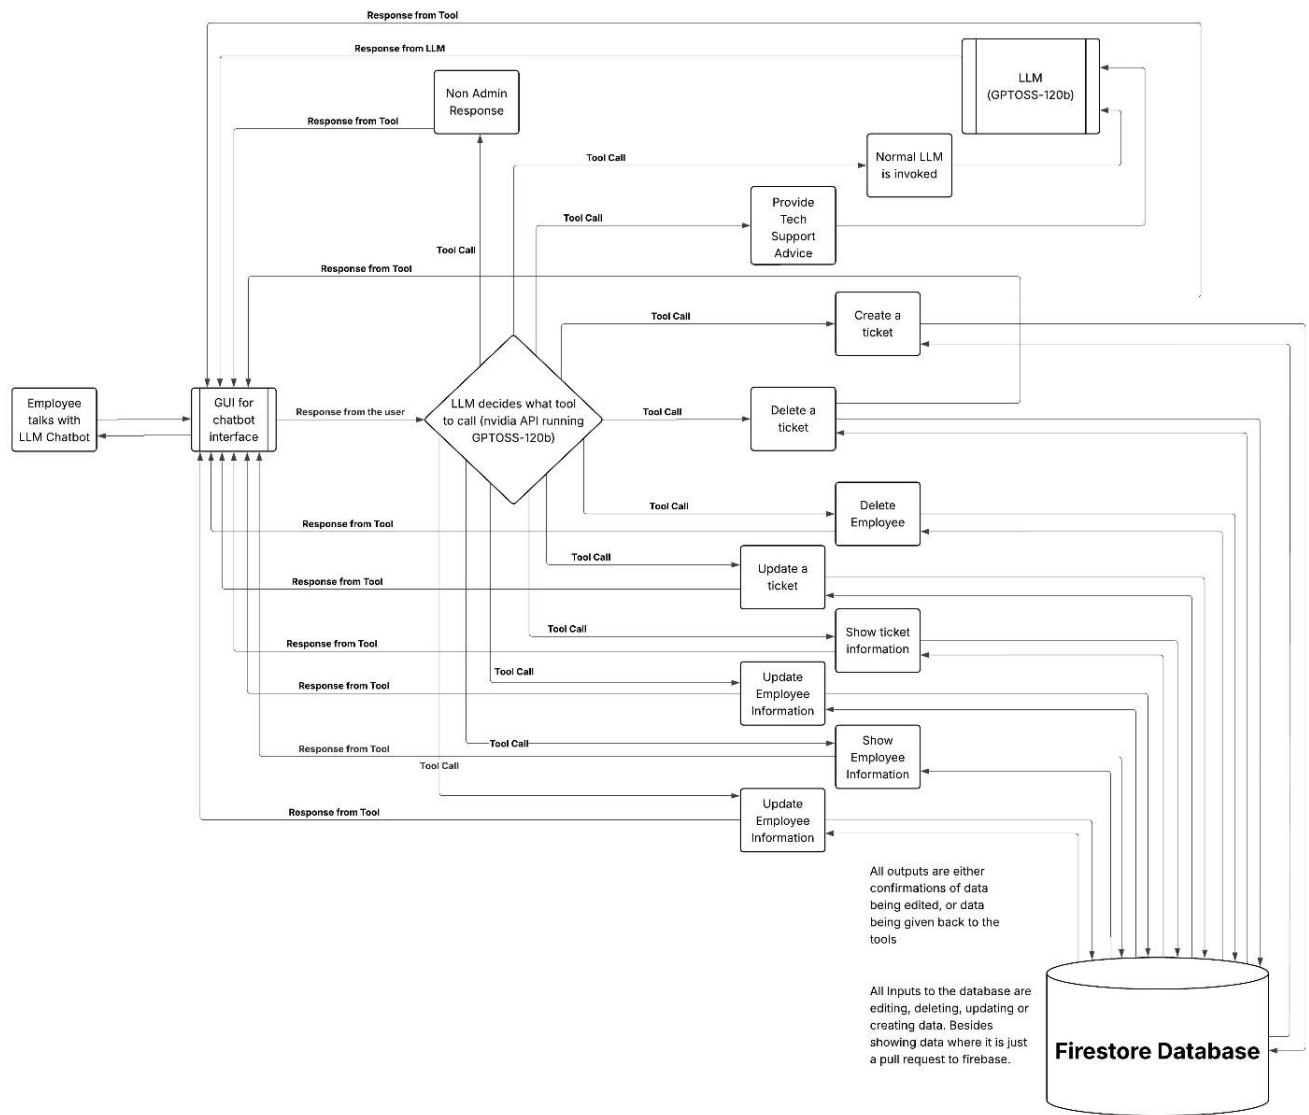 Response from Tool
Response from LLM
LLM
(GPTOSS-120b)
Non Admin
Response
Response from Tool
Tool Call
Normal LLM
is invoked
Provide
Tech
Support
Advice
Tool Call
Tool Call
Response from Tool
Create a
ticket
Tool Call
Employee
talks with
LLM Chatbot
GUI for
chatbot
interface
Response from the user
LLM decides what tool
to call (nvidia API running
GPTOSS-120b)
Tool Call
Delete a
ticket
Tool Call
Delete
Employee
Response from Tool
Tool Call
Update a
ticket
Response from Tool
Tool Call
Show ticket
information
Response from Tool
Tool Call
Update
Employee
Information
Response from Tool
Tool Call
Show
Employee
Information
Response from Tool
Tool Call
Update
Employee
Information
Response from Tool
All outputs are either
confirmations of data
being edited, or data
being given back to the
tools
All Inputs to the database are
editing, deleting, updating or
creating data. Besides
showing data where it is just
a pull request to firebase.
Firestore Database